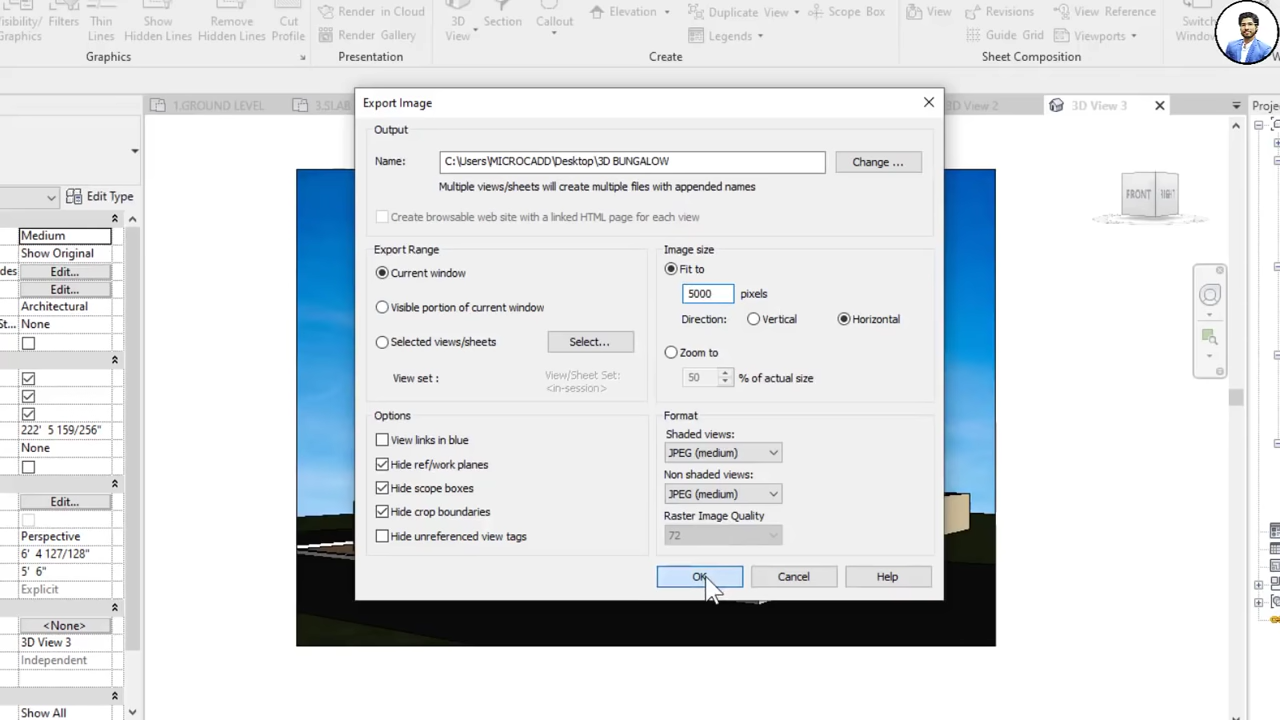 Visibility/ Filters Thin Show Remove Cut
Graphics Lines Hidden Lines Hidden Lines Profile
Render in Cloud
Render Gallery
3D Section Callout Elevation Duplicate View Scope Box
View Legends
View Revisions View Reference Switch
Guide Grid Viewports
Graphics Presentation Create Sheet Composition
1.GROUND LEVEL 3D View 2 3D View 3
Export Image
Output
Name: C:\Users\MICROCADD\Desktop\3D BUNGALOW Change ...
Multiple views/sheets will create multiple files with appended names
Create browsable web site with a linked HTML page for each view
Export Range
Current window
Visible portion of current window
Selected views/sheets Select...
View set : View/Sheet Set:
<in-session>
Image size
Fit to
5000 pixels
Direction: Vertical Horizontal
Zoom to
50 % of actual size
Options
View links in blue
Hide ref/work planes
Hide scope boxes
Hide crop boundaries
Hide unreferenced view tags
Format
Shaded views:
JPEG (medium)
Non shaded views:
JPEG (medium)
Raster Image Quality
72
OK Cancel Help
Edit Type
Medium
Show Original
Edit...
Edit...
Architectural
None
222' 5 159/256"
None
Edit...
Perspective
6' 4 127/128"
5' 6"
Explicit
<None>
3D View 3
Independent
Show All
FRONT RIGHT